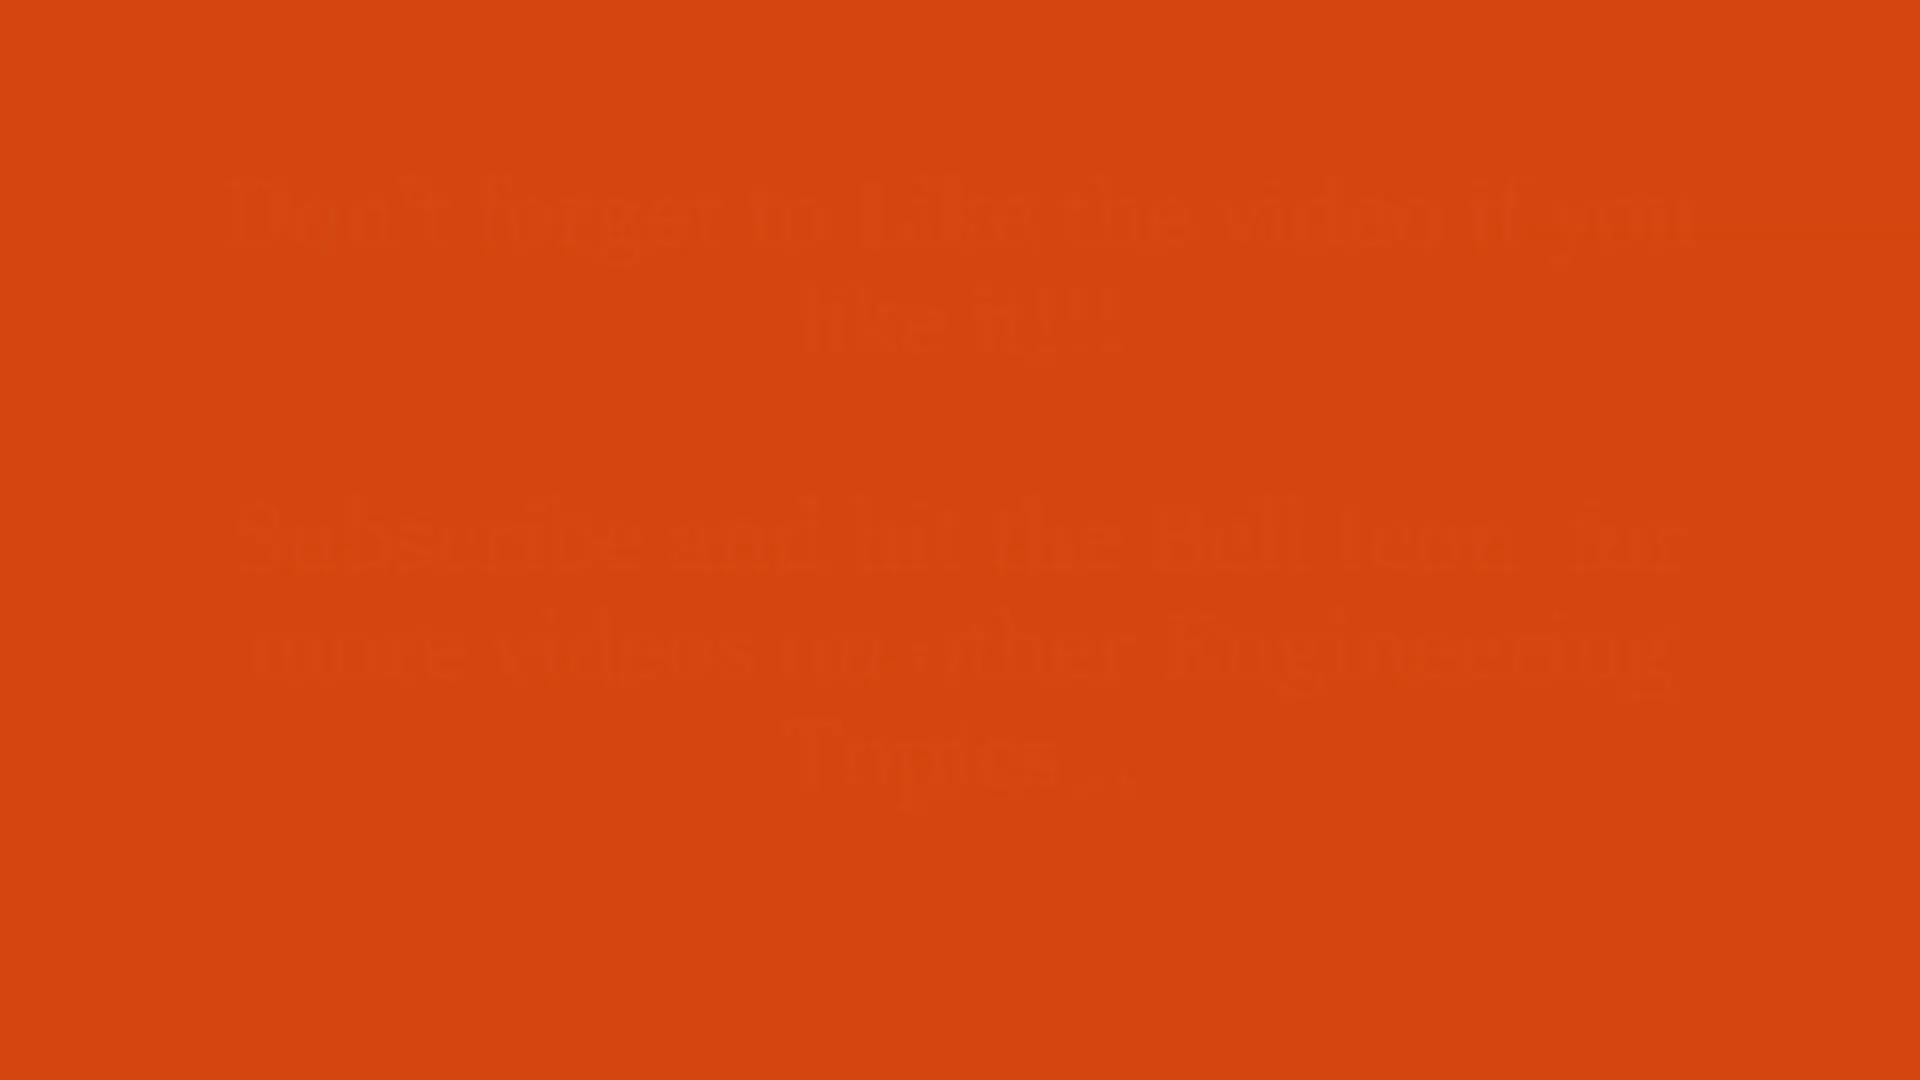 Don't forget to Like the video if you
like it!!!
Subscribe and hit the Bell Icon for
more videos on other Engineering
Topics...